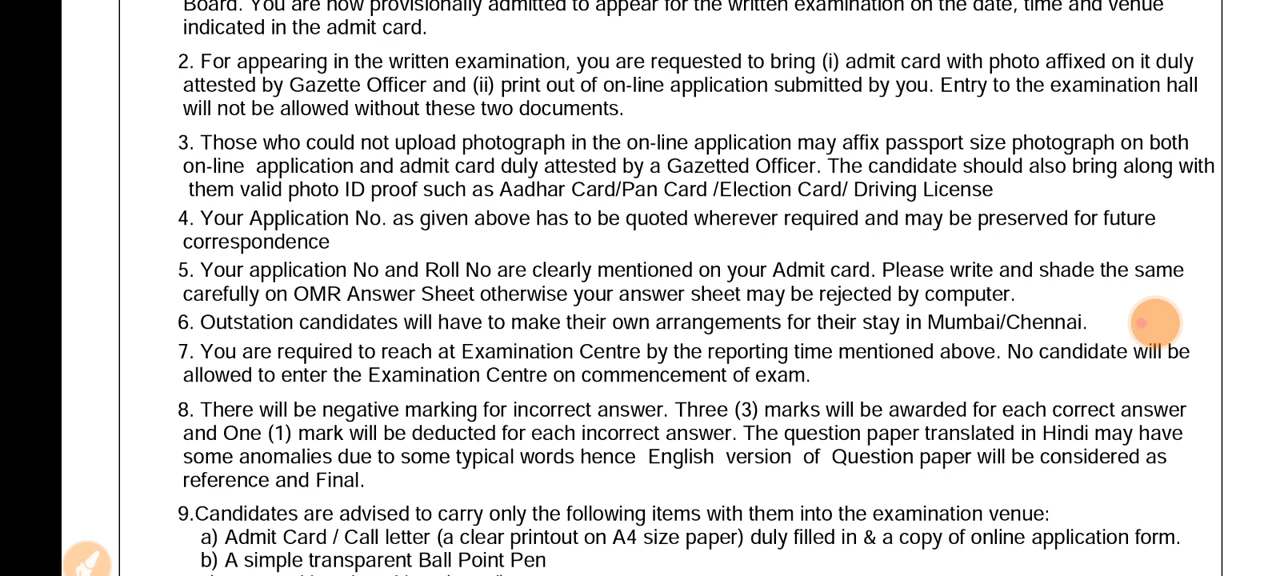 Board. You are now provisionally admitted to appear for the written examination on the date, time and venue
indicated in the admit card.
2. For appearing in the written examination, you are requested to bring (i) admit card with photo affixed on it duly
attested by Gazette Officer and (ii) print out of on-line application submitted by you. Entry to the examination hall
will not be allowed without these two documents.
3. Those who could not upload photograph in the on-line application may affix passport size photograph on both
on-line application and admit card duly attested by a Gazetted Officer. The candidate should also bring along with
them valid photo ID proof such as Aadhar Card/Pan Card /Election Card/ Driving License
4. Your Application No. as given above has to be quoted wherever required and may be preserved for future
correspondence
5. Your application No and Roll No are clearly mentioned on your Admit card. Please write and shade the same
carefully on OMR Answer Sheet otherwise your answer sheet may be rejected by computer.
6. Outstation candidates will have to make their own arrangements for their stay in Mumbai/Chennai.
7. You are required to reach at Examination Centre by the reporting time mentioned above. No candidate will be
allowed to enter the Examination Centre on commencement of exam.
8. There will be negative marking for incorrect answer. Three (3) marks will be awarded for each correct answer
and One (1) mark will be deducted for each incorrect answer. The question paper translated in Hindi may have
some anomalies due to some typical words hence English version of Question paper will be considered as
reference and Final.
9.Candidates are advised to carry only the following items with them into the examination venue:
a) Admit Card / Call letter (a clear printout on A4 size paper) duly filled in & a copy of online application form.
b) A simple transparent Ball Point Pen